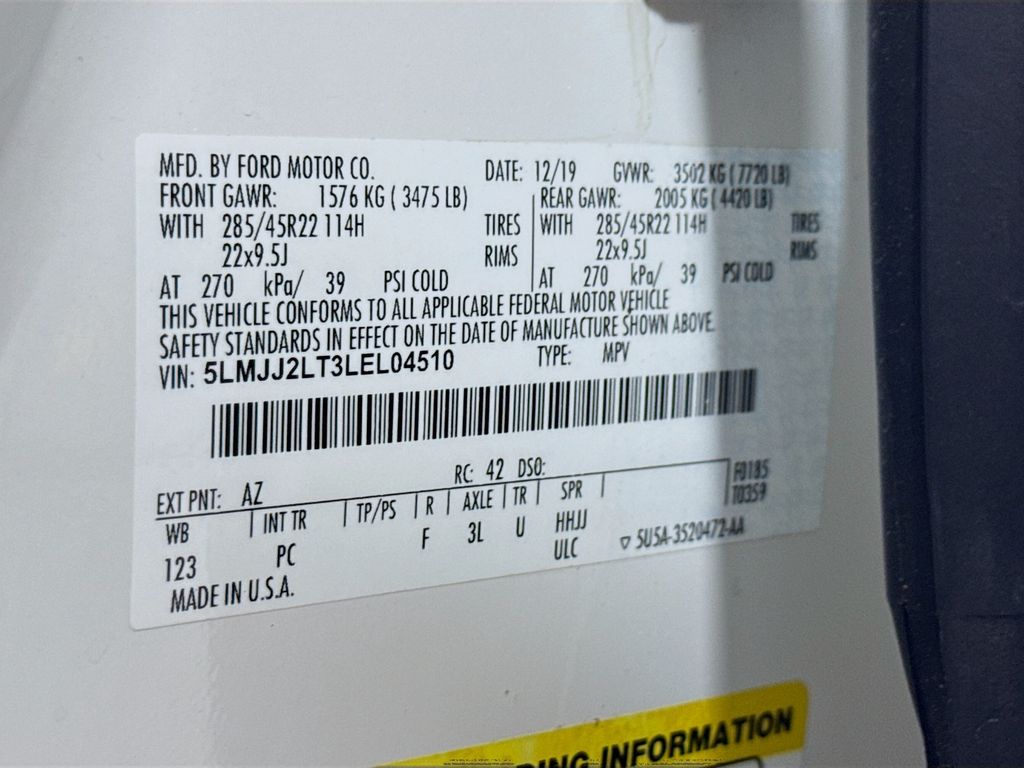 MFD. BY FORD MOTOR CO. DATE: 12/19 GVWR: 3502 KG ( 7720 LB)
FRONT GAWR: 1576 KG ( 3475 LB) REAR GAWR: 2005 KG ( 4420 LB)
WITH 285/45R22 114H TIRES WITH 285/45R22 114H TIRES
22x9.5J RIMS 22x9.5J RIMS
AT 270 kPa/ 39 PSI COLD AT 270 kPa/ 39 PSI COLD
THIS VEHICLE CONFORMS TO ALL APPLICABLE FEDERAL MOTOR VEHICLE
SAFETY STANDARDS IN EFFECT ON THE DATE OF MANUFACTURE SHOWN ABOVE.
VIN: 5LMJJ2LT3LEL04510 TYPE: MPV
EXT PNT: AZ RC: 42 DSO: F0185
WB INT TR TP/PS R AXLE TR SPR T0359
123 PC F 3L U HHJJ
ULC ▽ 5U5A-3520472-AA
MADE IN U.S.A.
INFORMATION